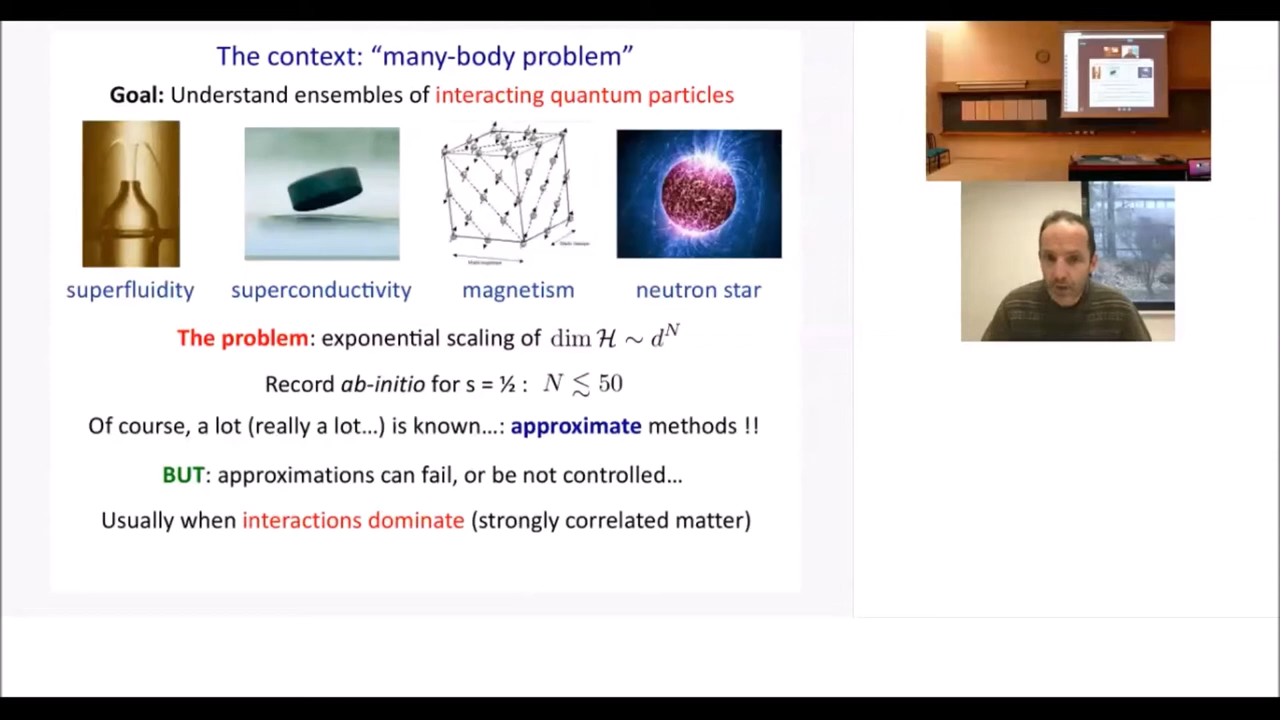 The context: “many-body problem”
Goal: Understand ensembles of interacting quantum particles
superfluidity
superconductivity
magnetism
neutron star
The problem: exponential scaling of dim ℋ ∼ d^N
Record ab-initio for s = ½ : N ≲ 50
Of course, a lot (really a lot…) is known…: approximate methods !!
BUT: approximations can fail, or be not controlled…
Usually when interactions dominate (strongly correlated matter)